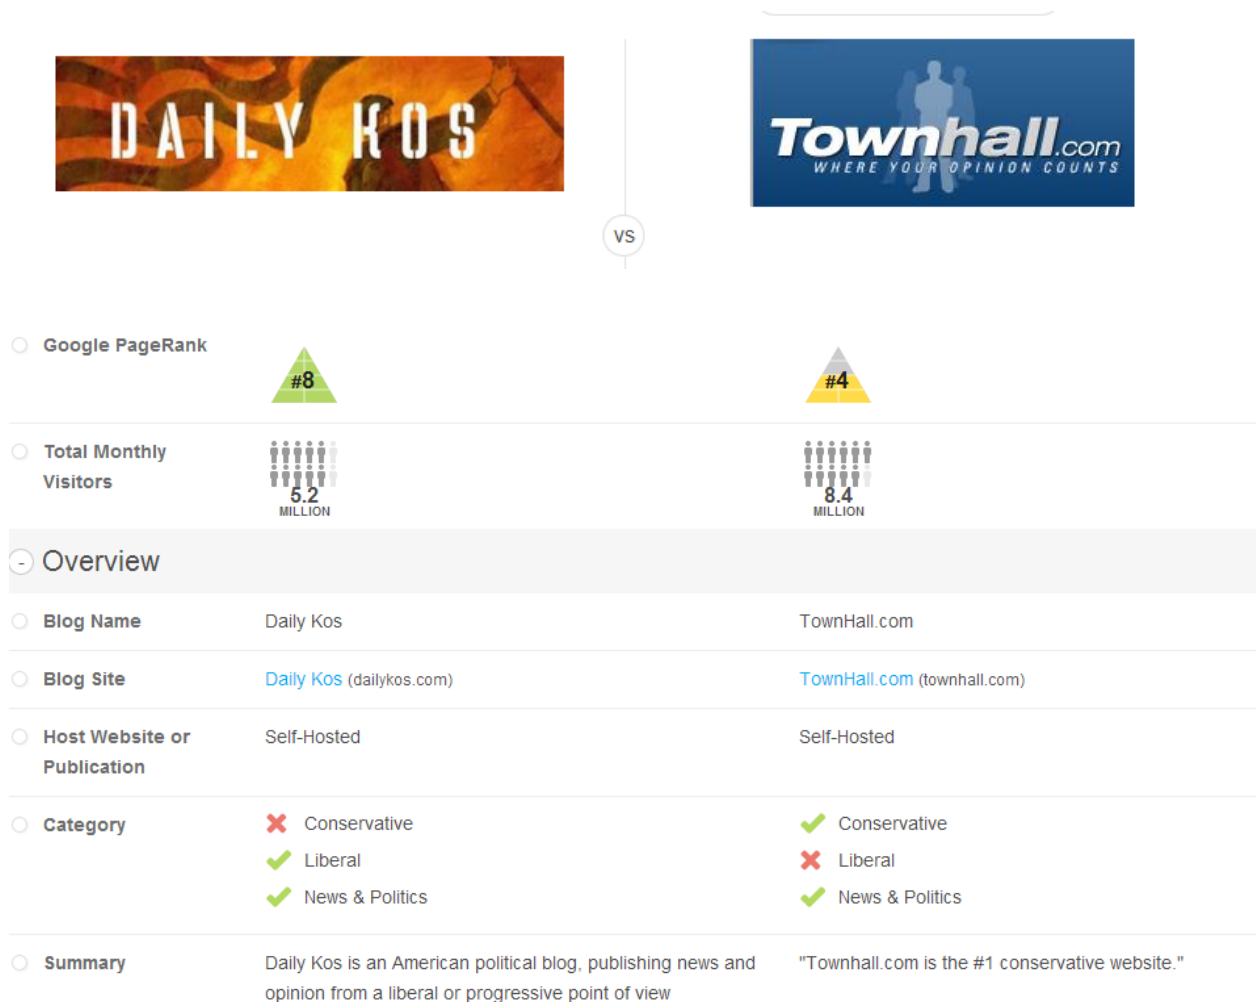 DAILY KOS
Townhall.com
WHERE YOUR OPINION COUNTS
VS
Google PageRank
#8
#4
Total Monthly
Visitors
5.2
MILLION
8.4
MILLION
- Overview
Blog Name
Daily Kos
TownHall.com
Blog Site
Daily Kos (dailykos.com)
TownHall.com (townhall.com)
Host Website or
Publication
Self-Hosted
Self-Hosted
Category
Conservative
Liberal
News & Politics
Conservative
Liberal
News & Politics
Summary
Daily Kos is an American political blog, publishing news and
opinion from a liberal or progressive point of view
"Townhall.com is the #1 conservative website."